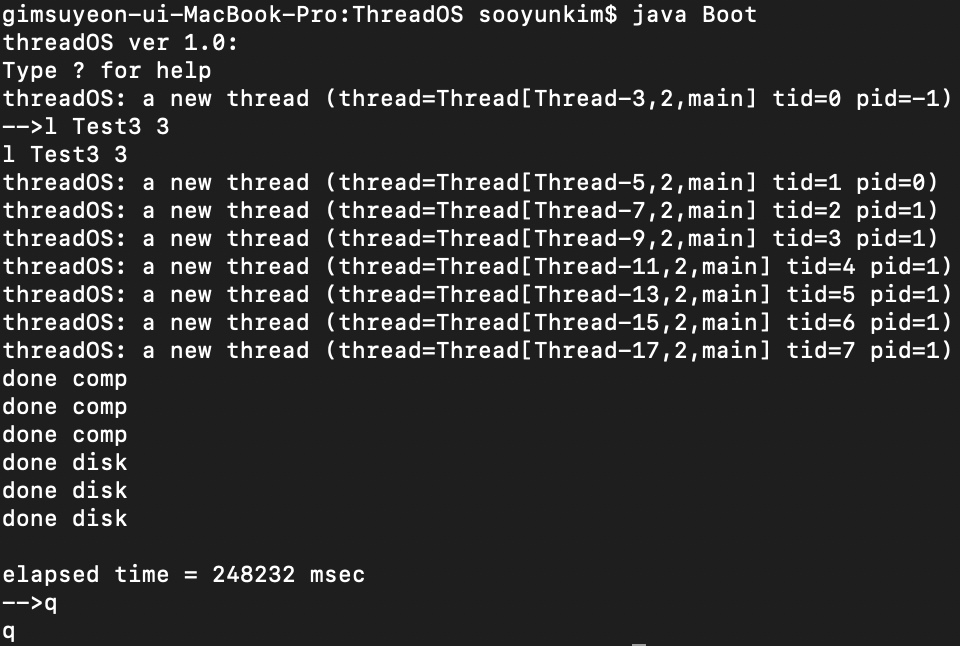 gimsuyeon-ui-MacBook-Pro:ThreadOS sooyunkim$ java Boot
threadOS ver 1.0:
Type ? for help
threadOS: a new thread (thread=Thread[Thread-3,2,main] tid=0 pid=-1)
-->l Test3 3
l Test3 3
threadOS: a new thread (thread=Thread[Thread-5,2,main] tid=1 pid=0)
threadOS: a new thread (thread=Thread[Thread-7,2,main] tid=2 pid=1)
threadOS: a new thread (thread=Thread[Thread-9,2,main] tid=3 pid=1)
threadOS: a new thread (thread=Thread[Thread-11,2,main] tid=4 pid=1)
threadOS: a new thread (thread=Thread[Thread-13,2,main] tid=5 pid=1)
threadOS: a new thread (thread=Thread[Thread-15,2,main] tid=6 pid=1)
threadOS: a new thread (thread=Thread[Thread-17,2,main] tid=7 pid=1)
done comp
done comp
done comp
done disk
done disk
done disk
elapsed time = 248232 msec
-->q
q